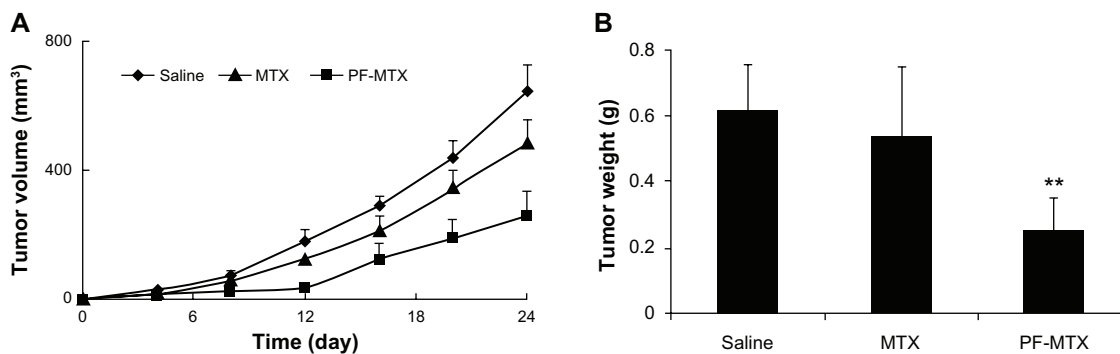 A
Tumor volume (mm³)
800
400
0
Saline
MTX
PF-MTX
0
6
12
18
24
Time (day)
B
Tumor weight (g)
0.8
0.6
0.4
0.2
0
**
Saline
MTX
PF-MTX